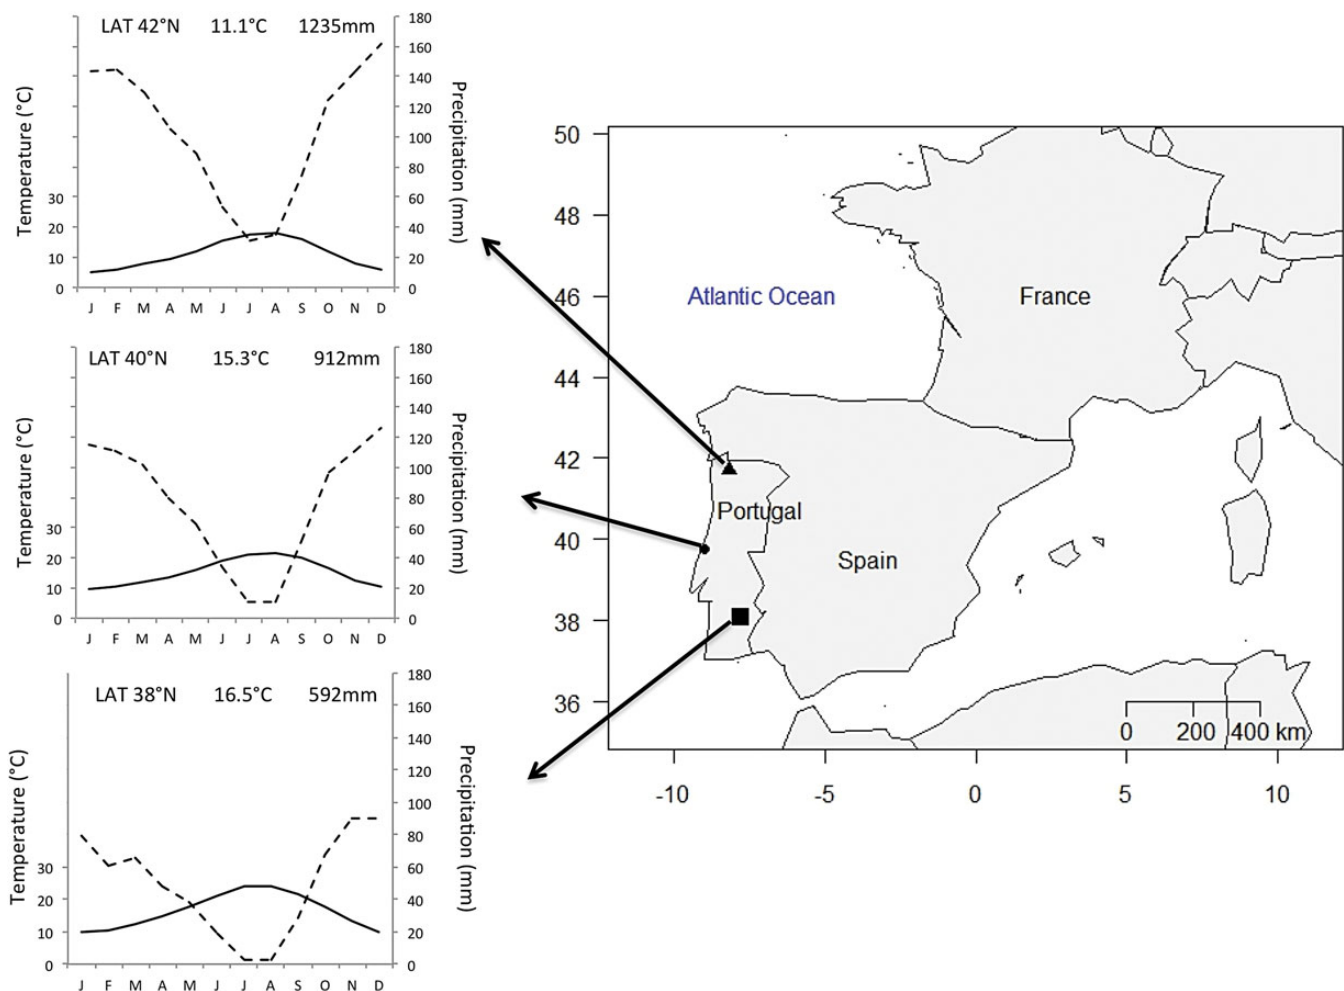 LAT 42°N 11.1°C 1235mm
Temperature (°C)
30
20
10
0
180
160
140
120
100
80
60
40
20
0
Precipitation (mm)
J F M A M J J A S O N D
LAT 40°N 15.3°C 912mm
Temperature (°C)
30
20
10
0
180
160
140
120
100
80
60
40
20
0
Precipitation (mm)
J F M A M J J A S O N D
LAT 38°N 16.5°C 592mm
Temperature (°C)
30
20
10
0
180
160
140
120
100
80
60
40
20
0
Precipitation (mm)
J F M A M J J A S O N D
50
48
46
44
42
40
38
36
Atlantic Ocean
France
Portugal
Spain
0 200 400 km
-10 -5 0 5 10